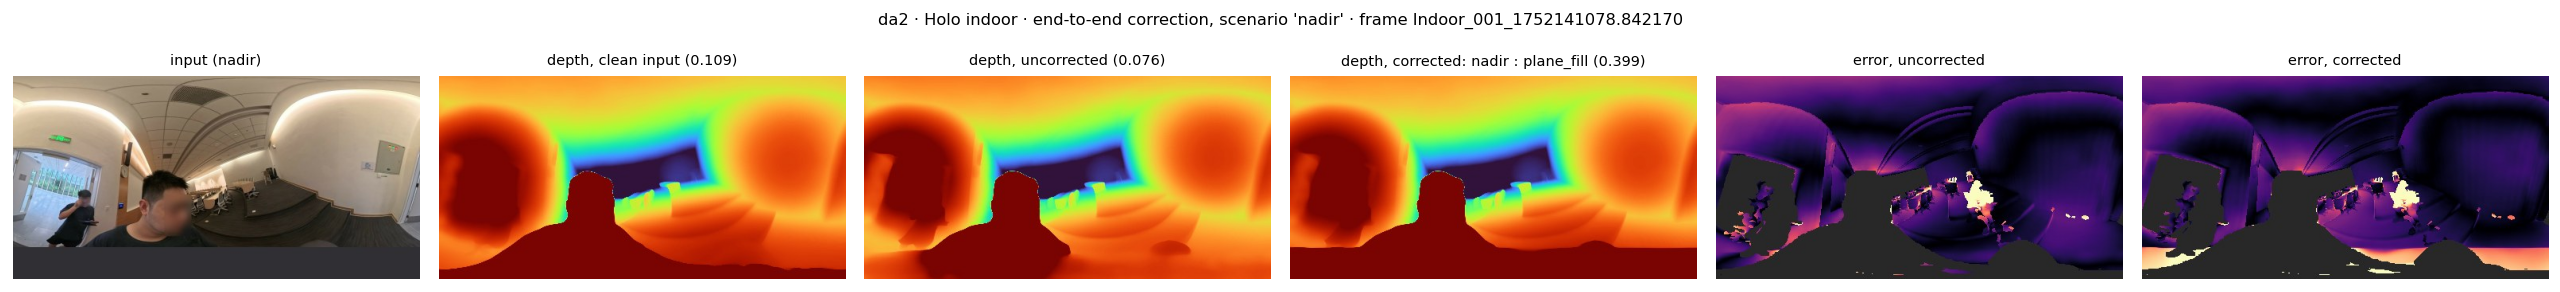 da2 · Holo indoor · end-to-end correction, scenario 'nadir' · frame Indoor_001_1752141078.842170
input (nadir)
depth, clean input (0.109)
depth, uncorrected (0.076)
depth, corrected: nadir : plane_fill (0.399)
error, uncorrected
error, corrected